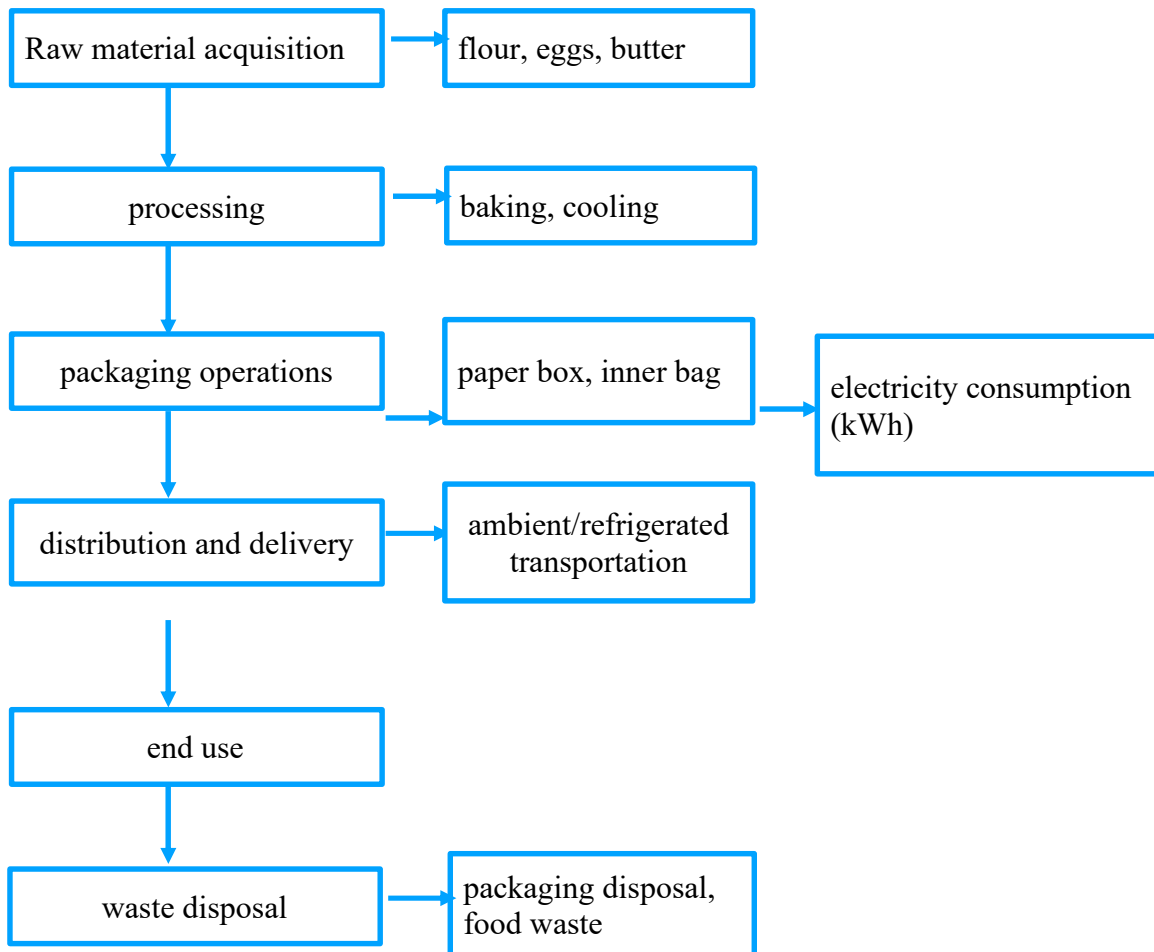 Raw material acquisition
flour, eggs, butter
processing
baking, cooling
packaging operations
paper box, inner bag
electricity consumption
(kWh)
distribution and delivery
ambient/refrigerated
transportation
end use
waste disposal
packaging disposal,
food waste